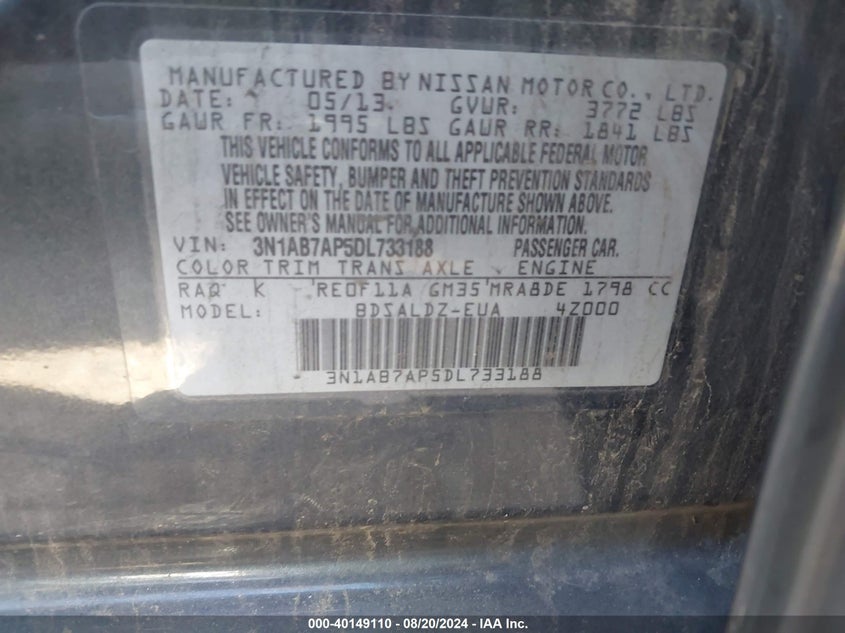 MANUFACTURED BY NISSAN MOTOR CO., LTD.
DATE: 05/13 GVWR: 3772 LBS
GAWR FR: 1995 LBS GAWR RR: 1841 LBS
THIS VEHICLE CONFORMS TO ALL APPLICABLE FEDERAL MOTOR
VEHICLE SAFETY, BUMPER AND THEFT PREVENTION STANDARDS
IN EFFECT ON THE DATE OF MANUFACTURE SHOWN ABOVE.
SEE OWNER'S MANUAL FOR ADDITIONAL INFORMATION.
VIN: 3N1AB7AP5DL733188 PASSENGER CAR.
COLOR TRIM TRANS AXLE ENGINE
RAQ K RE0F11A GM35 MRA8DE 1798 CC
MODEL: BDSALDZ-EUA 4Z000
3N1AB7AP5DL733188
000-40149110 - 08/20/2024 - IAA Inc.